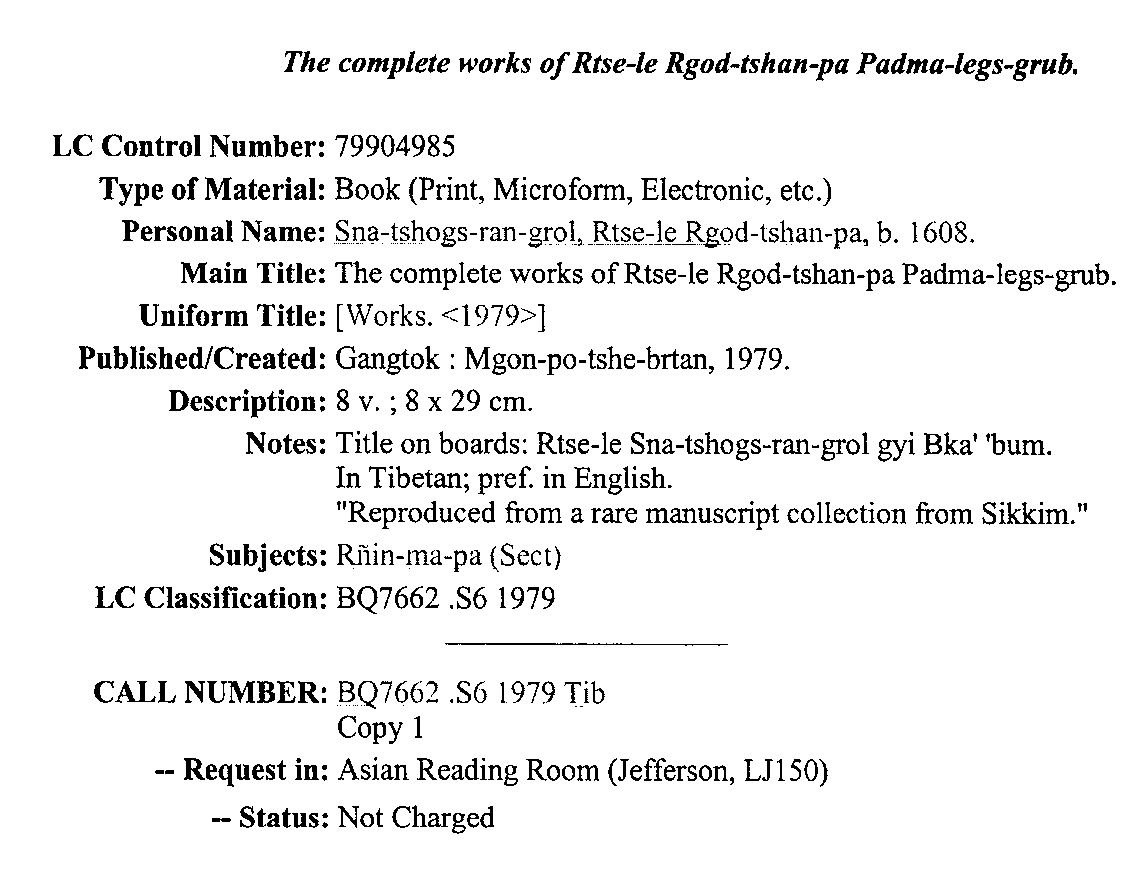 The complete works of Rtse-le Rgod-tshan-pa Padma-legs-grub.
LC Control Number: 79904985
Type of Material: Book (Print, Microform, Electronic, etc.)
Personal Name: Sna-tshogs-ran-grol, Rtse-le Rgod-tshan-pa, b. 1608.
Main Title: The complete works of Rtse-le Rgod-tshan-pa Padma-legs-grub.
Uniform Title: [Works. <1979>]
Published/Created: Gangtok : Mgon-po-tshe-brtan, 1979.
Description: 8 v. ; 8 x 29 cm.
Notes: Title on boards: Rtse-le Sna-tshogs-ran-grol gyi Bka' 'bum.
In Tibetan; pref. in English.
"Reproduced from a rare manuscript collection from Sikkim."
Subjects: Rñin-ma-pa (Sect)
LC Classification: BQ7662 .S6 1979
CALL NUMBER: BQ7662 .S6 1979 Tib
Copy 1
-- Request in: Asian Reading Room (Jefferson, LJ150)
-- Status: Not Charged